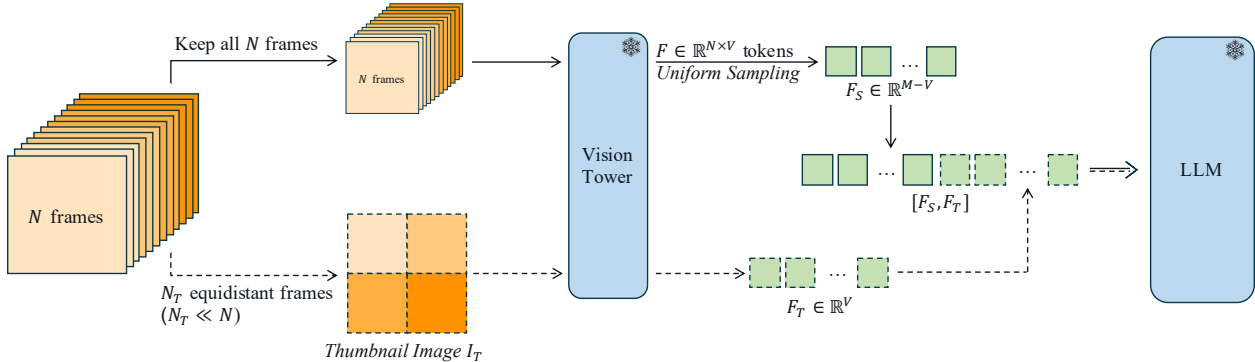 Keep all N frames
N frames
N frames
N_T equidistant frames
(N_T ≪ N)
Thumbnail Image I_T
Vision
Tower
F ∈ ℝ^{N×V} tokens
Uniform Sampling
...
F_S ∈ ℝ^{M−V}
... ...
[F_S, F_T]
...
F_T ∈ ℝ^V
LLM